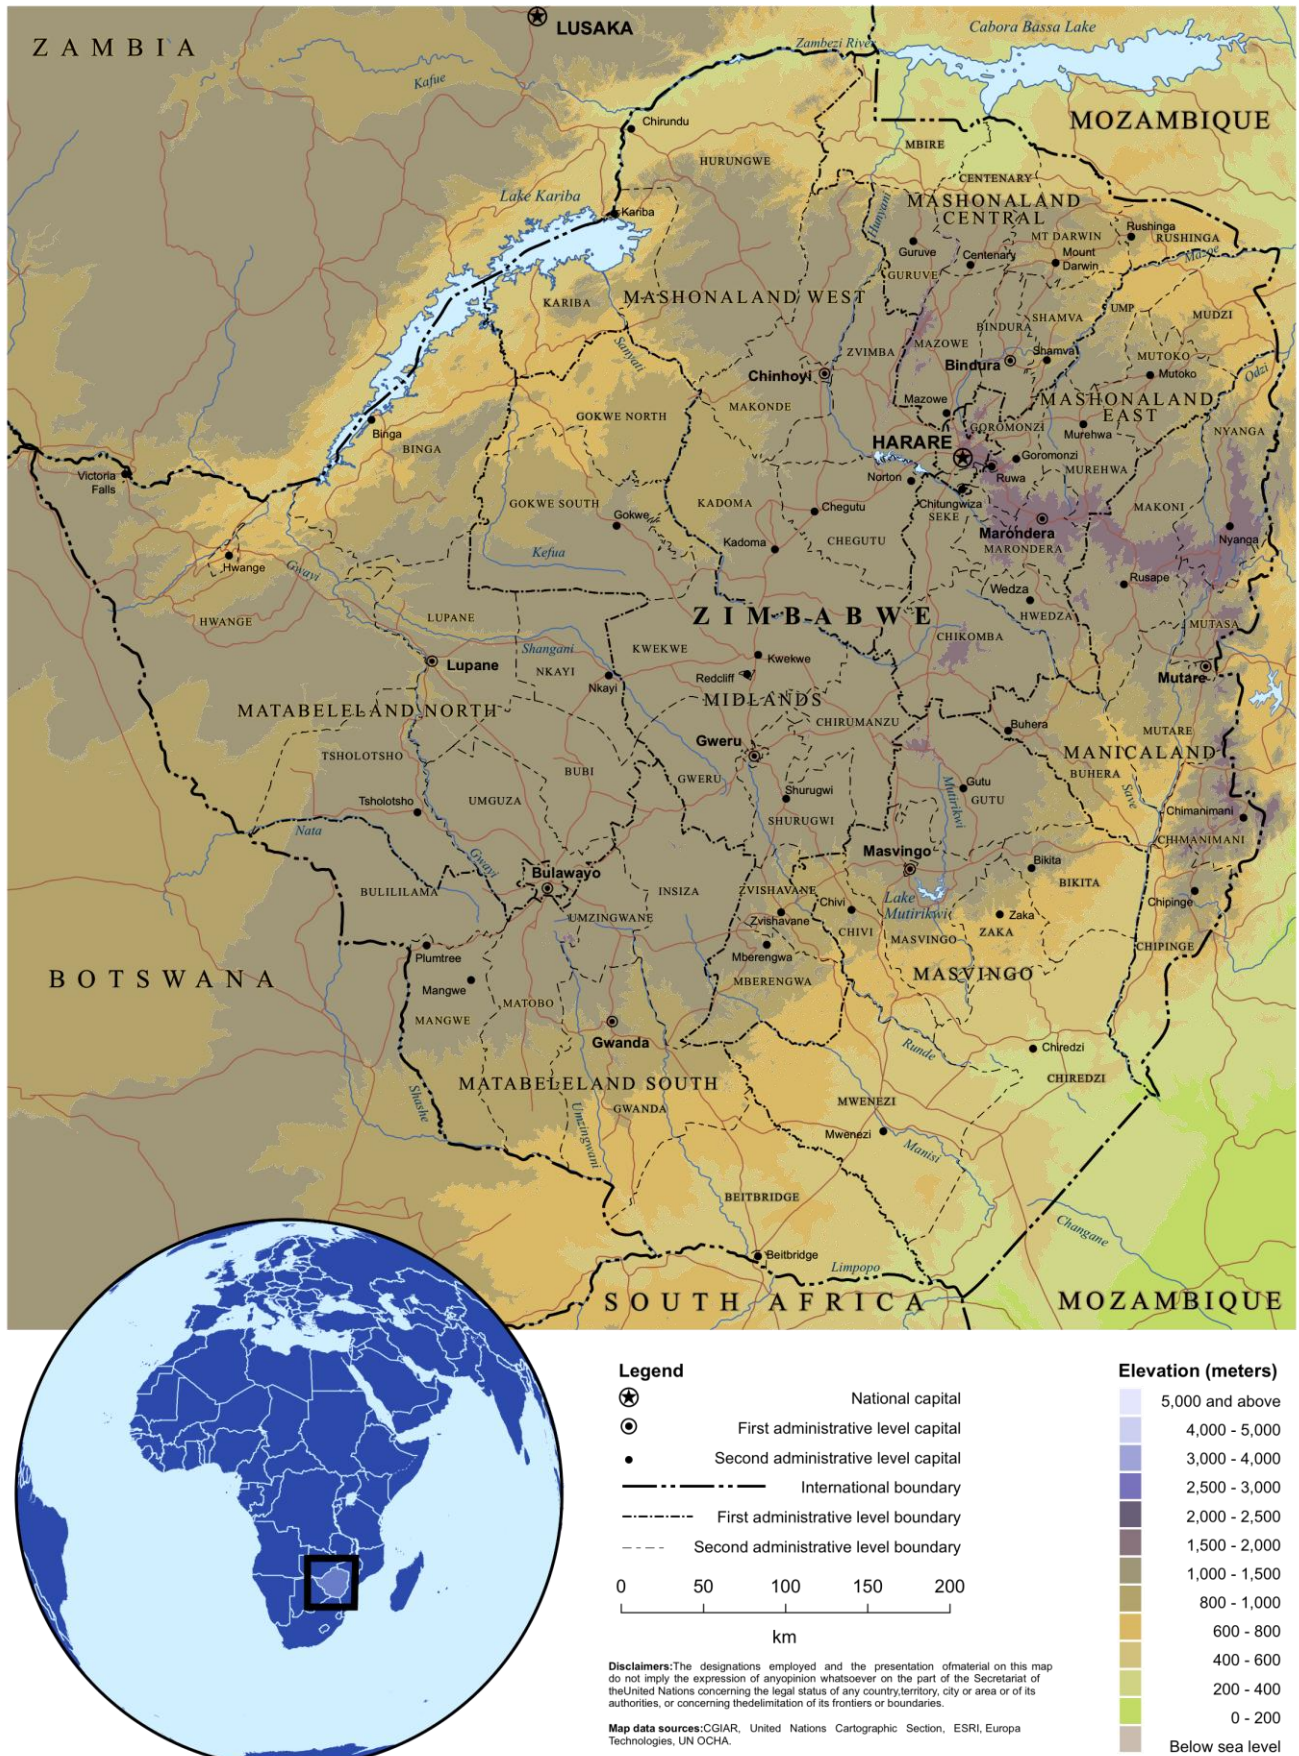 ZAMBIA
LUSAKA
Cabora Bassa Lake
Zambezi River
Kafue
MOZAMBIQUE
Chirundu
MBIRE
HURUNGWE
CENTENARY
Lake Kariba
MASHONALAND
CENTRAL
Kariba
Hunyani
Rushinga
MT DARWIN
RUSHINGA
Guruve
Centenary
Mount
Darwin
Mazoe
GURUVE
KARIBA
MASHONALAND WEST
UMP
MUDZI
SHAMVA
BINDURA
Sanyati
ZVIMBA
MAZOWE
Shamva
MUTOKO
Bindura
Chinhoyi
Mutoko
Odzi
MAKONDE
Mazowe
MASHONALAND
EAST
GOKWE NORTH
Binga
GOROMONZI
Murehwa
NYANGA
HARARE
BINGA
Goromonzi
MUREHWA
Victoria
Falls
Norton
Ruwa
GOKWE SOUTH
KADOMA
Chitungwiza
SEKE
MAKONI
Gokwe
Chegutu
Marondera
Kadoma
CHEGUTU
MARONDERA
Nyanga
Kefua
Hwange
Gwayi
Rusape
Wedza
HWANGE
LUPANE
ZIMBABWE
HWEDZA
MUTASA
CHIKOMBA
Shangani
KWEKWE
Kwekwe
Lupane
NKAYI
Redcliff
Mutare
Nkayi
MIDLANDS
MATABELELAND NORTH
CHIRUMANZU
Buhera
MUTARE
Gweru
MANICALAND
TSHOLOTSHO
BUBI
GWERU
BUHERA
Mutirikwi
Gutu
Shurugwi
GUTU
Save
Tsholotsho
UMGUZA
SHURUGWI
Chimanimani
Nata
CHIMANIMANI
Gwayi
Masvingo
Bulawayo
Bikita
BULILILAMA
INSIZA
ZVISHAVANE
BIKITA
Chivi
Lake
Mutirikwi
Chipinge
UMZINGWANE
Zvishavane
Zaka
CHIVI
MASVINGO
ZAKA
CHIPINGE
Plumtree
Mberengwa
BOTSWANA
Mangwe
MBERENGWA
MASVINGO
MATOBO
MANGWE
Gwanda
Runde
Chiredzi
MATABELELAND SOUTH
CHIREDZI
Shashe
GWANDA
MWENEZI
Umzingwani
Mwenezi
Manisi
BEITBRIDGE
Changane
Beitbridge
Limpopo
SOUTH AFRICA
MOZAMBIQUE
Legend
National capital
First administrative level capital
Second administrative level capital
International boundary
First administrative level boundary
Second administrative level boundary
0 50 100 150 200
km
Disclaimers:The designations employed and the presentation ofmaterial on this map
do not imply the expression of anyopinion whatsoever on the part of the Secretariat of
theUnited Nations concerning the legal status of any country,territory, city or area or of its
authorities, or concerning thedelimitation of its frontiers or boundaries.
Map data sources:CGIAR, United Nations Cartographic Section, ESRI, Europa
Technologies, UN OCHA.
Elevation (meters)
5,000 and above
4,000 - 5,000
3,000 - 4,000
2,500 - 3,000
2,000 - 2,500
1,500 - 2,000
1,000 - 1,500
800 - 1,000
600 - 800
400 - 600
200 - 400
0 - 200
Below sea level